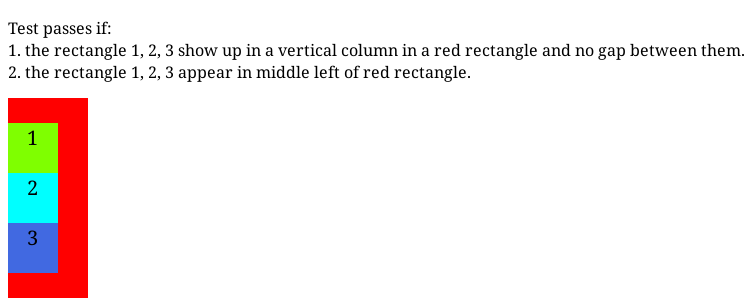 Test passes if:
1. the rectangle 1, 2, 3 show up in a vertical column in a red rectangle and no gap between them.
2. the rectangle 1, 2, 3 appear in middle left of red rectangle.
1
2
3